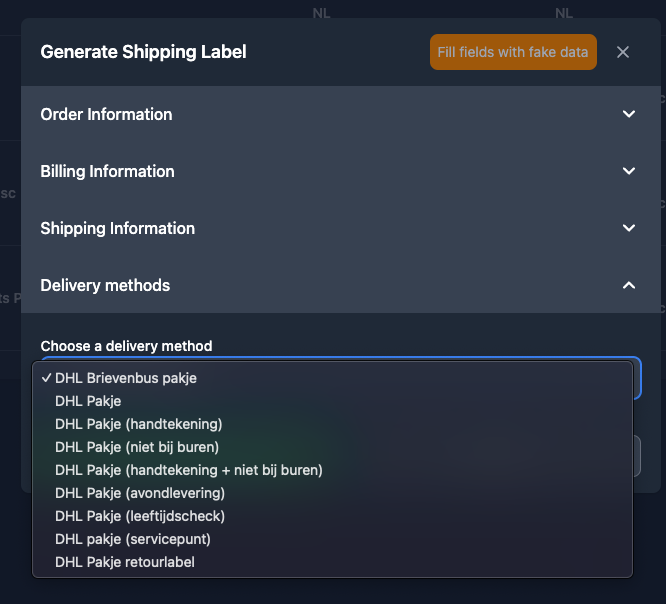 NL NL
Generate Shipping Label Fill fields with fake data
Order Information
Billing Information
sc
Shipping Information
Delivery methods
ts P
Choose a delivery method
✓ DHL Brievenbus pakje
DHL Pakje
DHL Pakje (handtekening)
DHL Pakje (niet bij buren)
DHL Pakje (handtekening + niet bij buren)
DHL Pakje (avondlevering)
DHL Pakje (leeftijdscheck)
DHL pakje (servicepunt)
DHL Pakje retourlabel